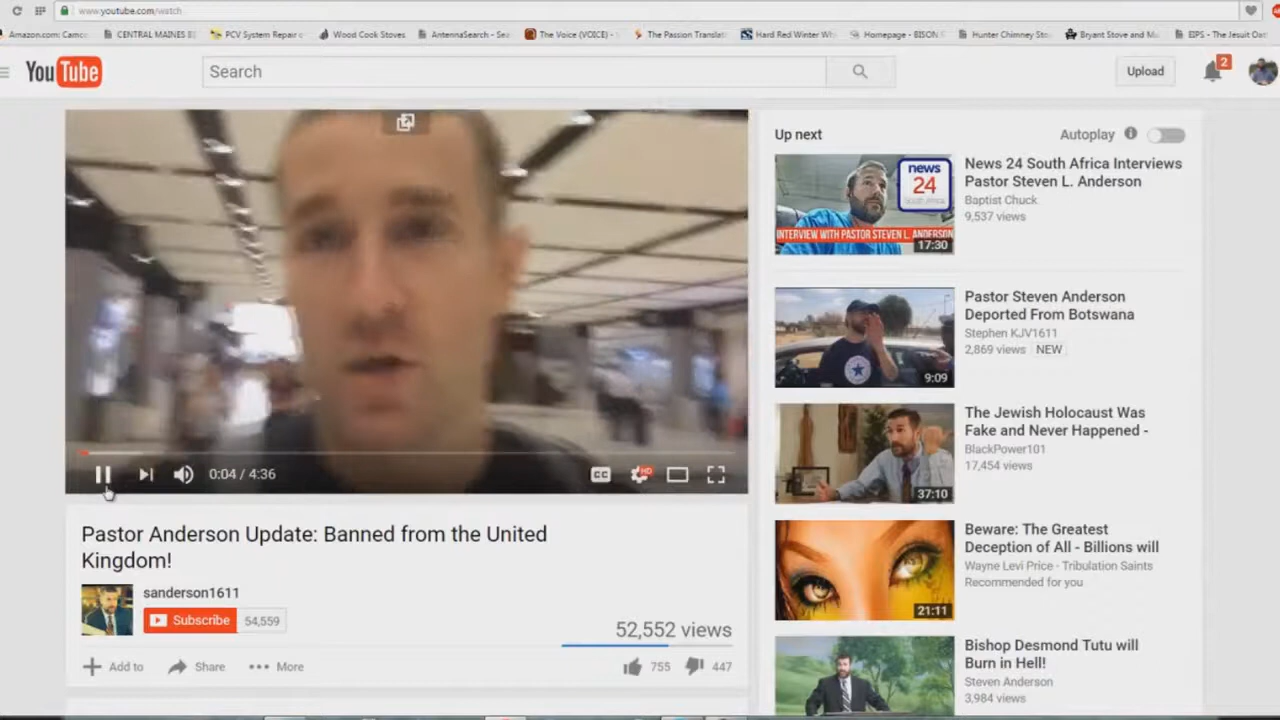 www.youtube.com/watch
Amazon.com: Camco
CENTRAL MAINES E
PCV System Repair o
Wood Cook Stoves
AntennaSearch - Sea
The Voice (VOICE) -
The Passion Translati
Hard Red Winter Wh
Homepage - BISON
Hunter Chimney Sto
Bryant Stove and Mu
EIPS - The Jesuit Oat
YouTube
Search
Upload
2
Up next
Autoplay
News 24 South Africa Interviews
Pastor Steven L. Anderson
Baptist Chuck
9,537 views
news
24
South Africa
INTERVIEW WITH PASTOR STEVEN L. ANDERSON
17:30
Pastor Steven Anderson
Deported From Botswana
Stephen KJV1611
2,869 views NEW
9:09
The Jewish Holocaust Was
Fake and Never Happened -
BlackPower101
17,454 views
37:10
Beware: The Greatest
Deception of All - Billions will
Wayne Levi Price - Tribulation Saints
Recommended for you
21:11
Bishop Desmond Tutu will
Burn in Hell!
Steven Anderson
3,984 views
0:04 / 4:36
CC
HD
Pastor Anderson Update: Banned from the United
Kingdom!
sanderson1611
Subscribe 54,559
52,552 views
Add to
Share
More
755
447